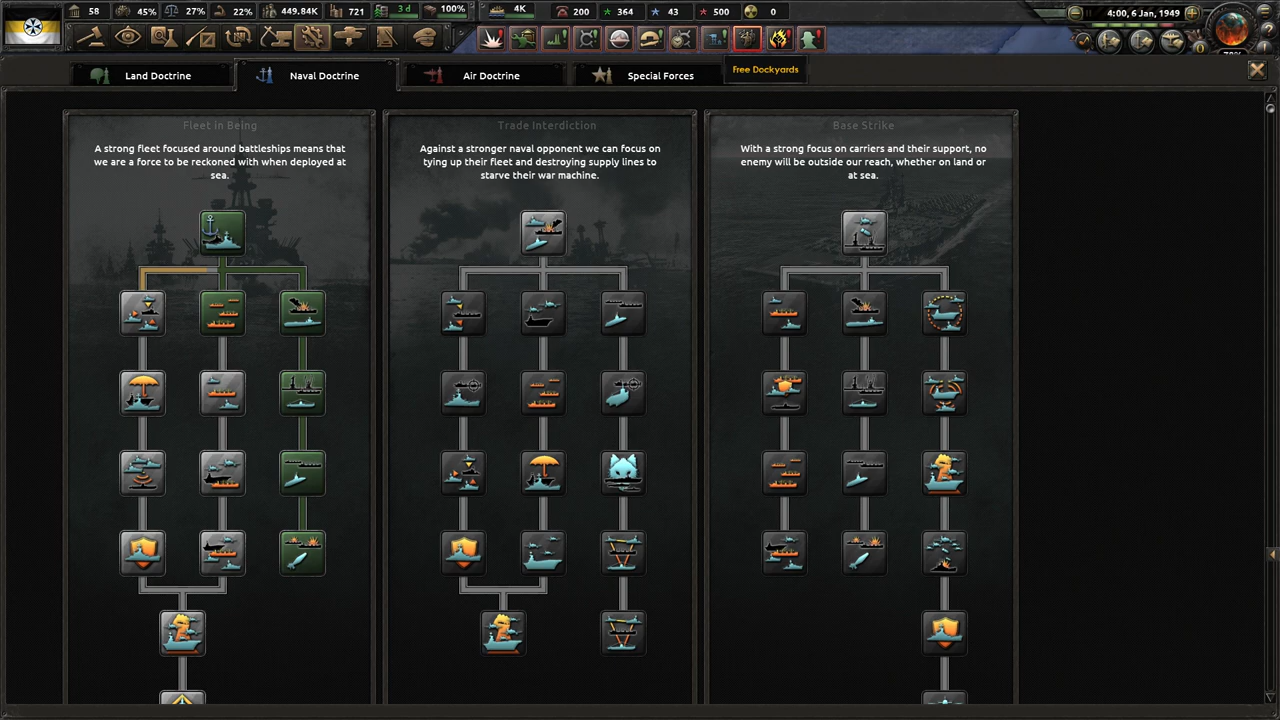 58 45% 27% 22% 449.84K 721 3 d 100% 4K 200 364 43 500 0 4:00, 6 Jan, 1949
Land Doctrine Naval Doctrine Air Doctrine Special Forces Free Dockyards
Fleet in Being
A strong fleet focused around battleships means that
we are a force to be reckoned with when deployed at
sea.
Trade Interdiction
Against a stronger naval opponent we can focus on
tying up their fleet and destroying supply lines to
starve their war machine.
Base Strike
With a strong focus on carriers and their support, no
enemy will be outside our reach, whether on land or
at sea.